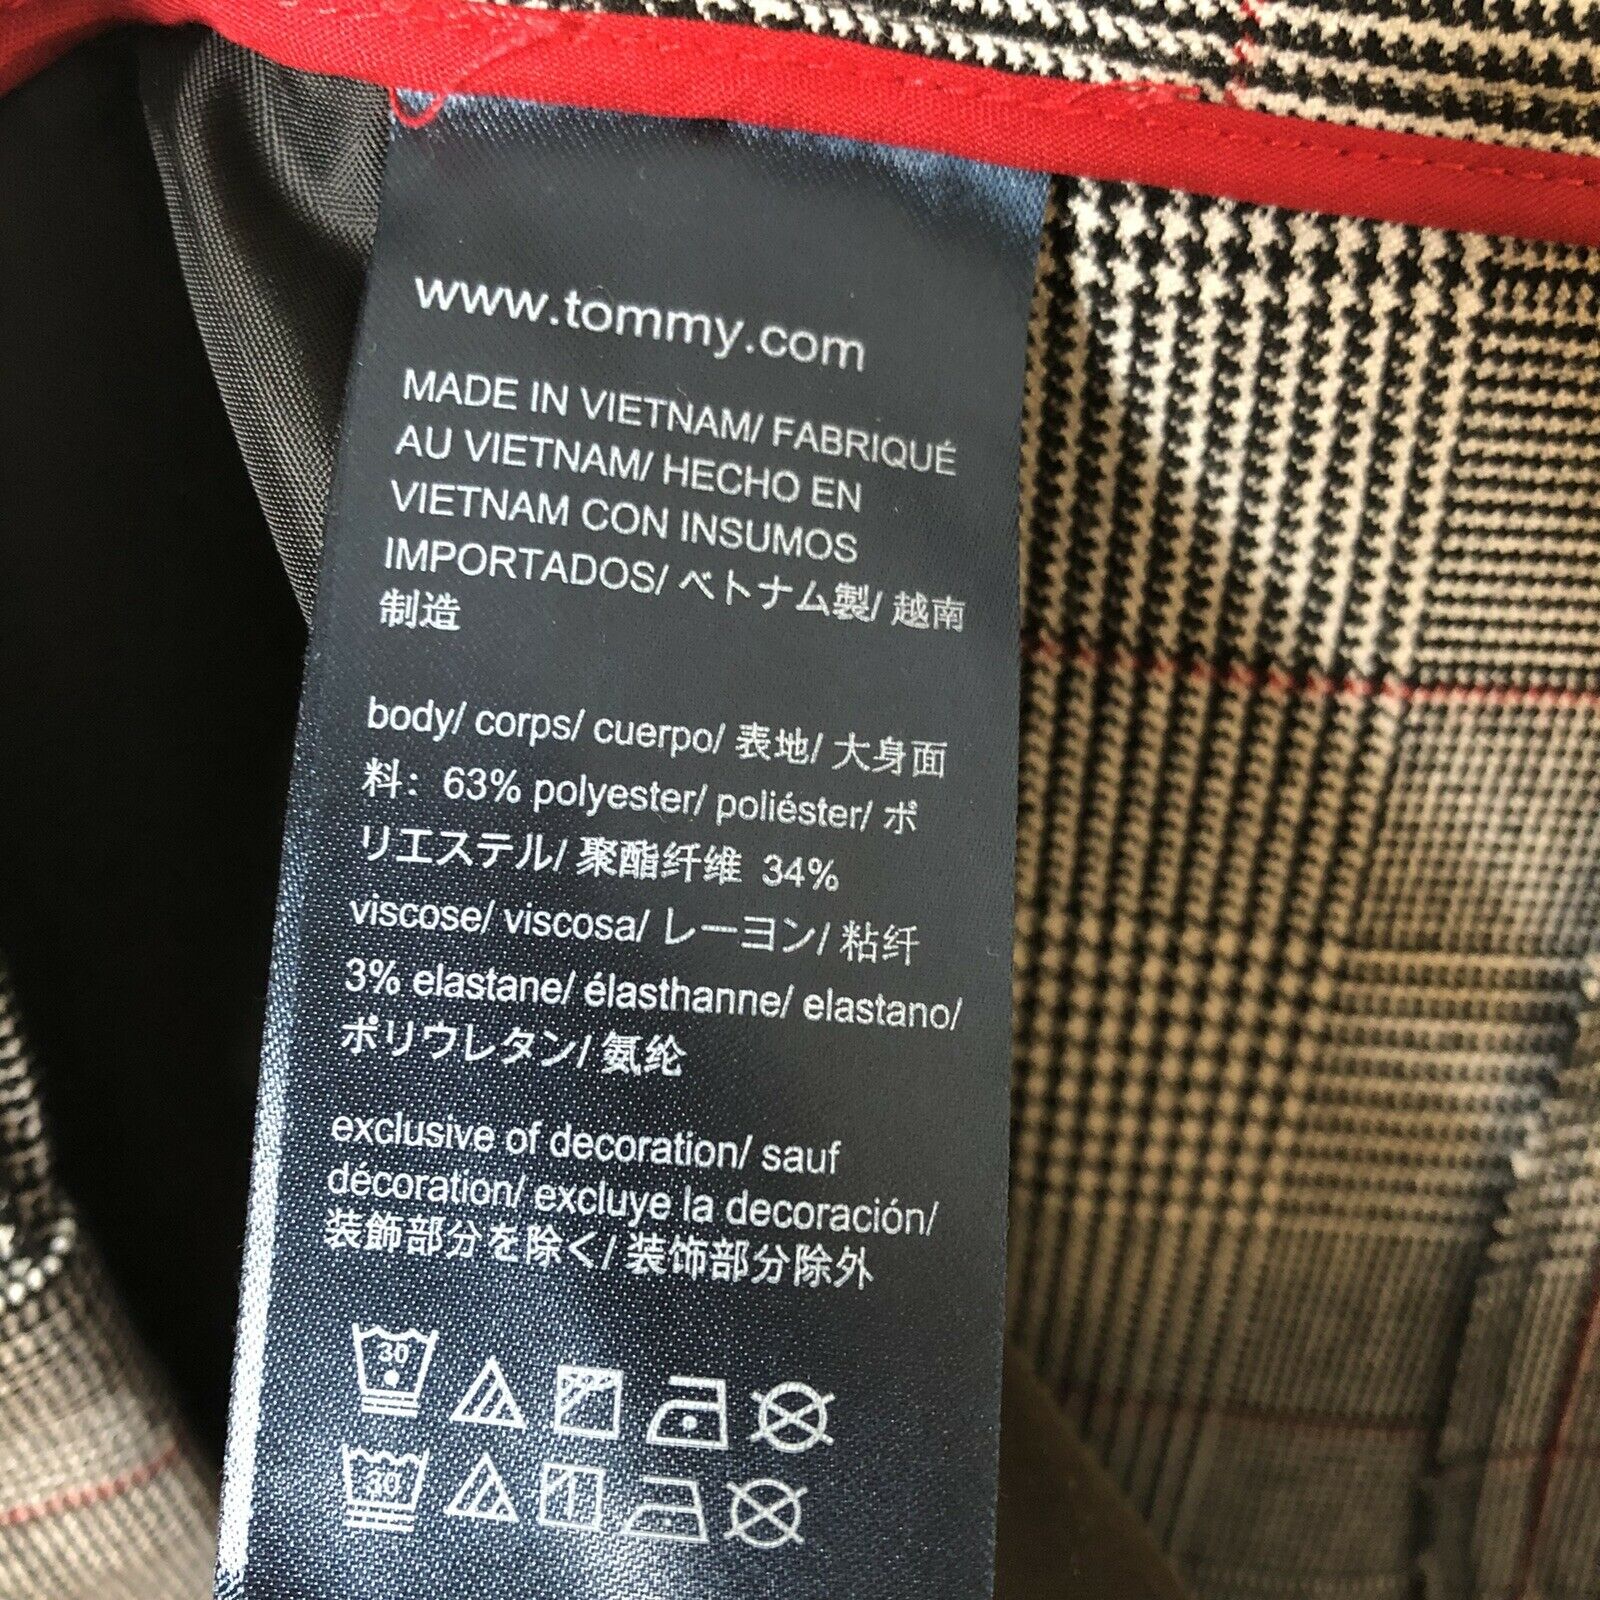 www.tommy.com
MADE IN VIETNAM/ FABRIQUÉ
AU VIETNAM/ HECHO EN
VIETNAM CON INSUMOS
IMPORTADOS/ ベトナム製/ 越南
制造
body/ corps/ cuerpo/ 表地/ 大身面
料: 63% polyester/ poliéster/ ポ
リエステル/ 聚酯纤维 34%
viscose/ viscosa/ レーヨン/ 粘纤
3% elastane/ élasthanne/ elastano/
ポリウレタン/ 氨纶
exclusive of decoration/ sauf
décoration/ excluye la decoración/
装飾部分を除く/ 装饰部分除外
30
30